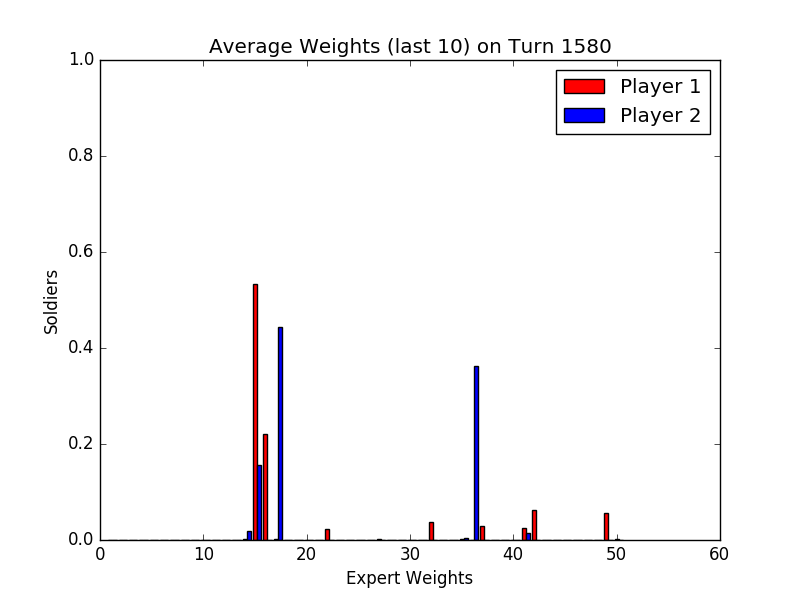 Average Weights (last 10) on Turn 1580
1.0
0.8
0.6
0.4
0.2
0.0
Soldiers
0 10 20 30 40 50 60
Expert Weights
Player 1
Player 2